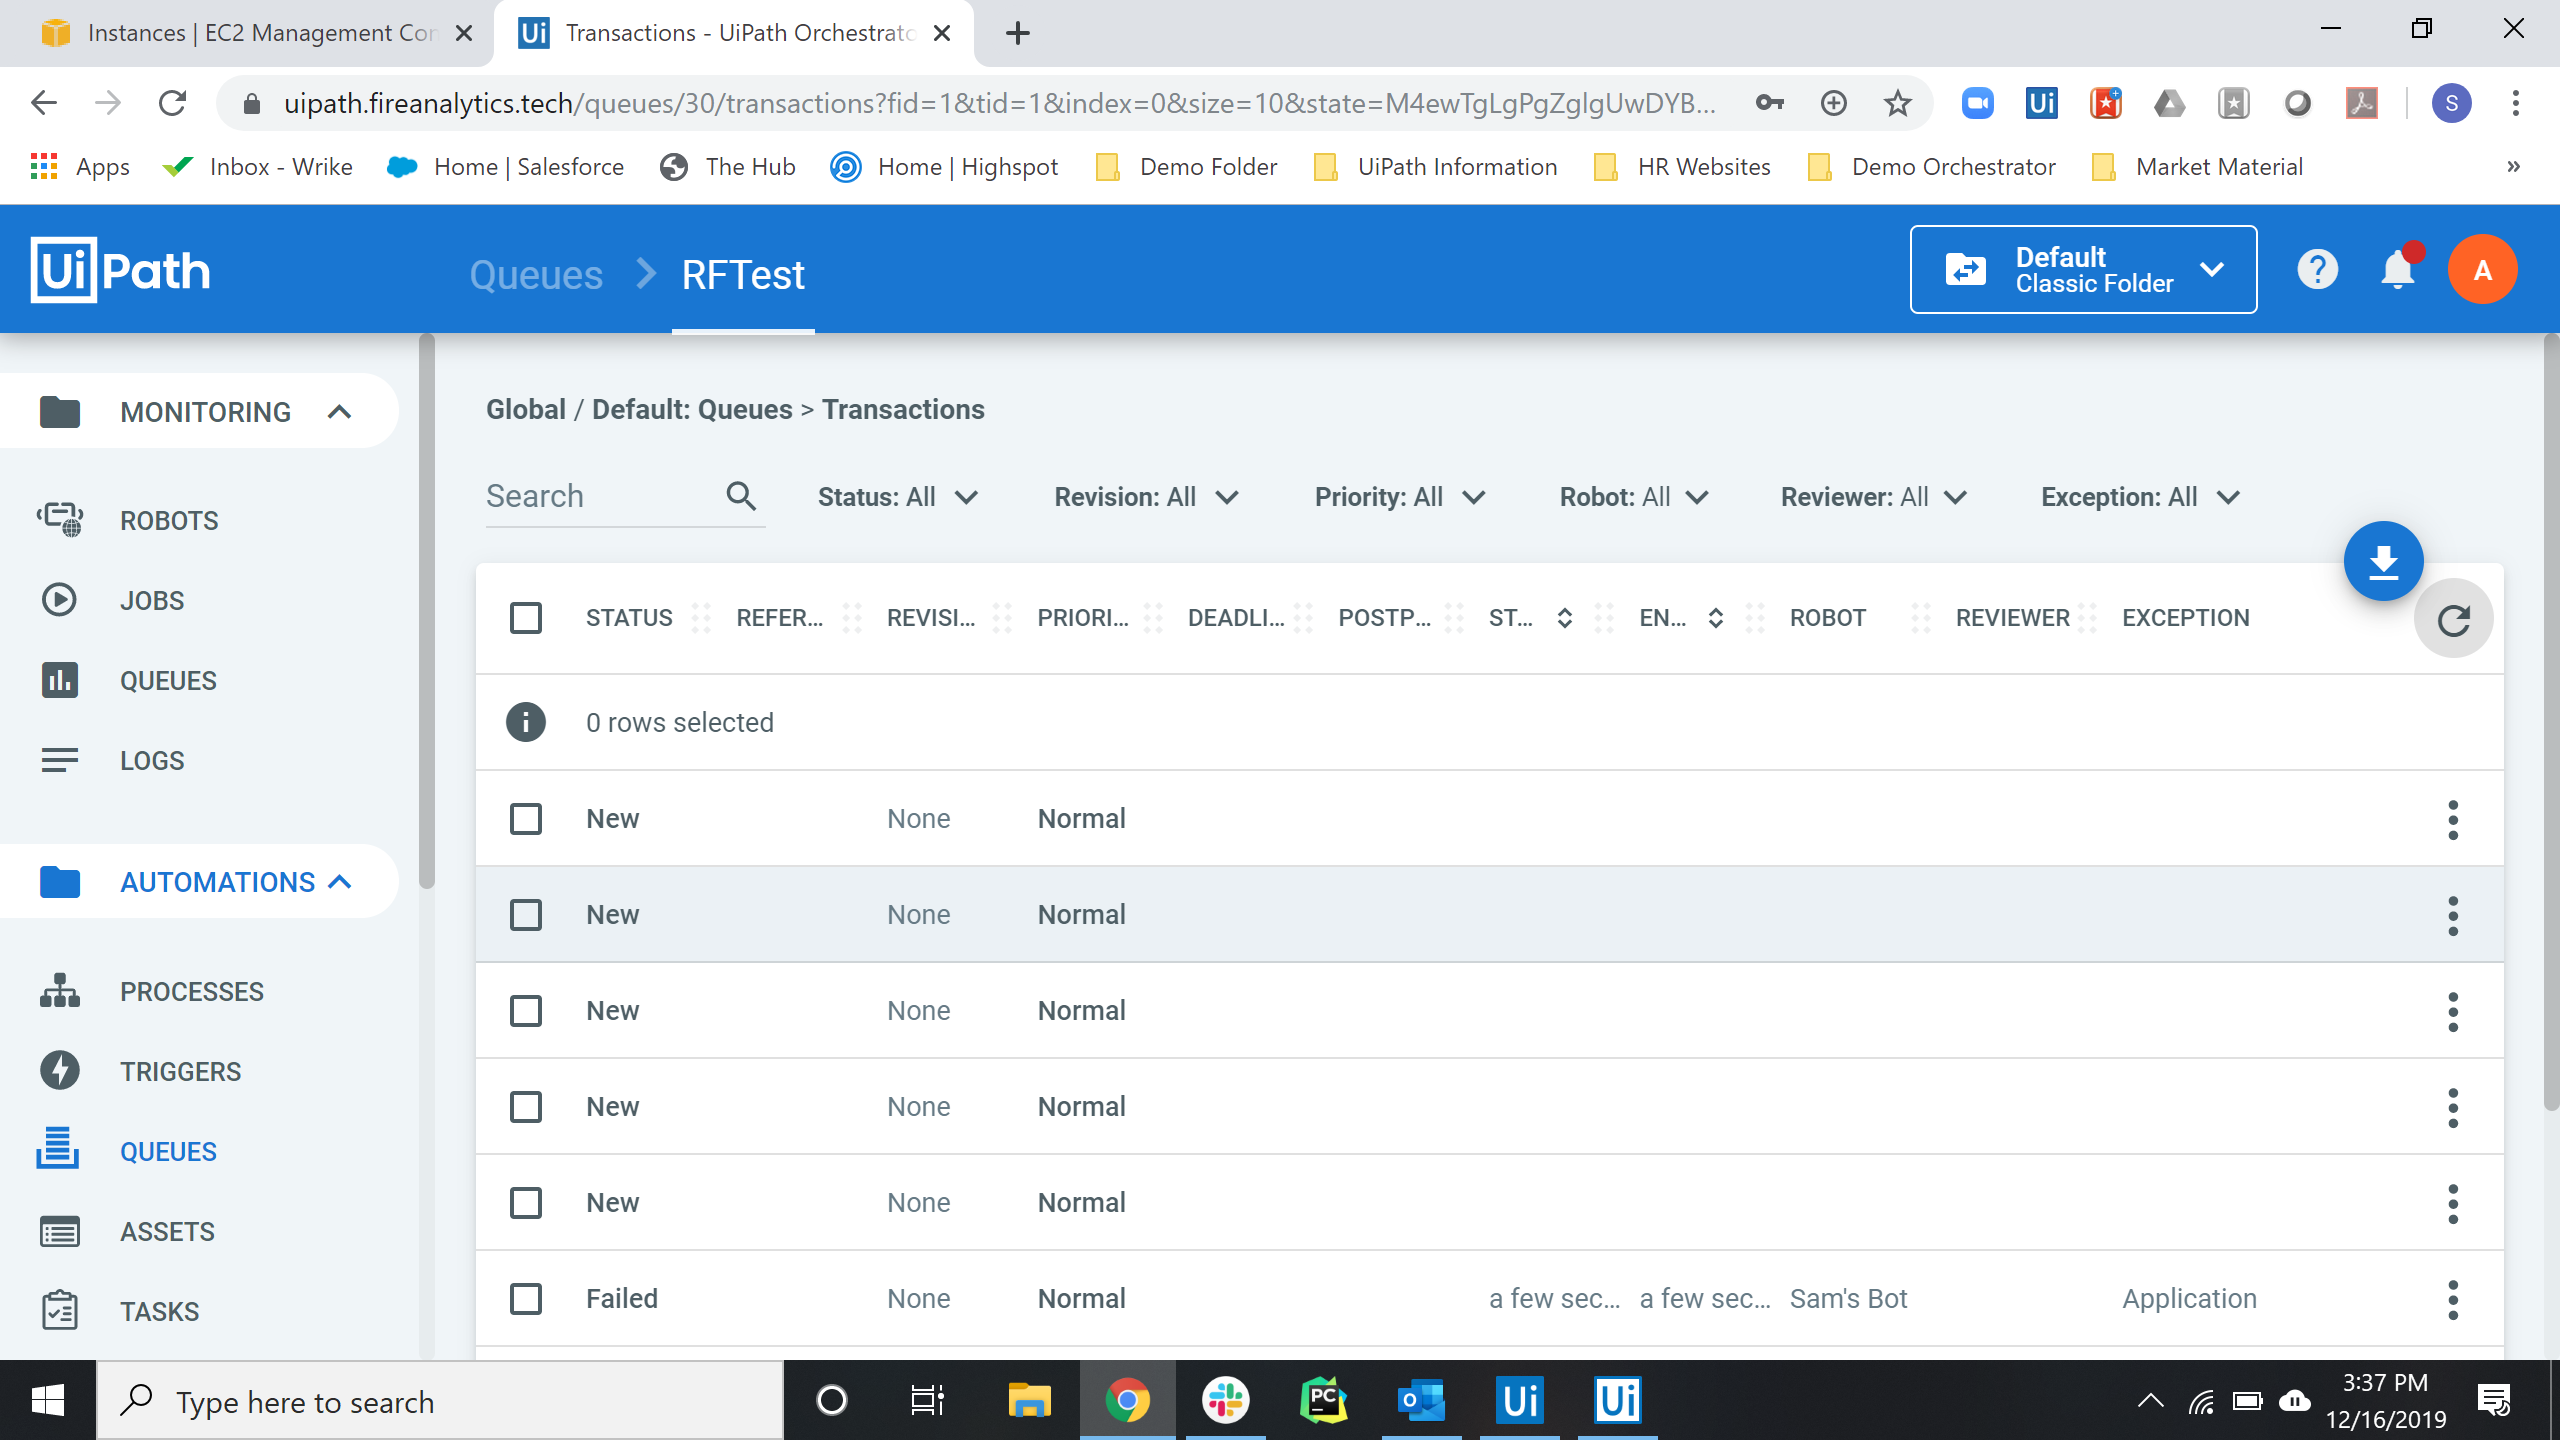 Instances | EC2 Management Con
Ui Transactions - UiPath Orchestrato
uipath.fireanalytics.tech/queues/30/transactions?fid=1&tid=1&index=0&size=10&state=M4ewTgLgPgZglgUwDYB...
Ui
S
Apps
Inbox - Wrike
Home | Salesforce
The Hub
Home | Highspot
Demo Folder
UiPath Information
HR Websites
Demo Orchestrator
Market Material
»
UiPath
Queues > RFTest
Default
Classic Folder
?
A
MONITORING
ROBOTS
JOBS
QUEUES
LOGS
AUTOMATIONS
PROCESSES
TRIGGERS
QUEUES
ASSETS
TASKS
Global / Default: Queues > Transactions
Search
Status: All
Revision: All
Priority: All
Robot: All
Reviewer: All
Exception: All
STATUS REFER... REVISI... PRIORI... DEADLI... POSTP... ST... EN... ROBOT REVIEWER EXCEPTION
i 0 rows selected
New None Normal
New None Normal
New None Normal
New None Normal
New None Normal
Failed None Normal a few sec... a few sec... Sam's Bot Application
Type here to search
PC
O
Ui
Ui
3:37 PM
12/16/2019